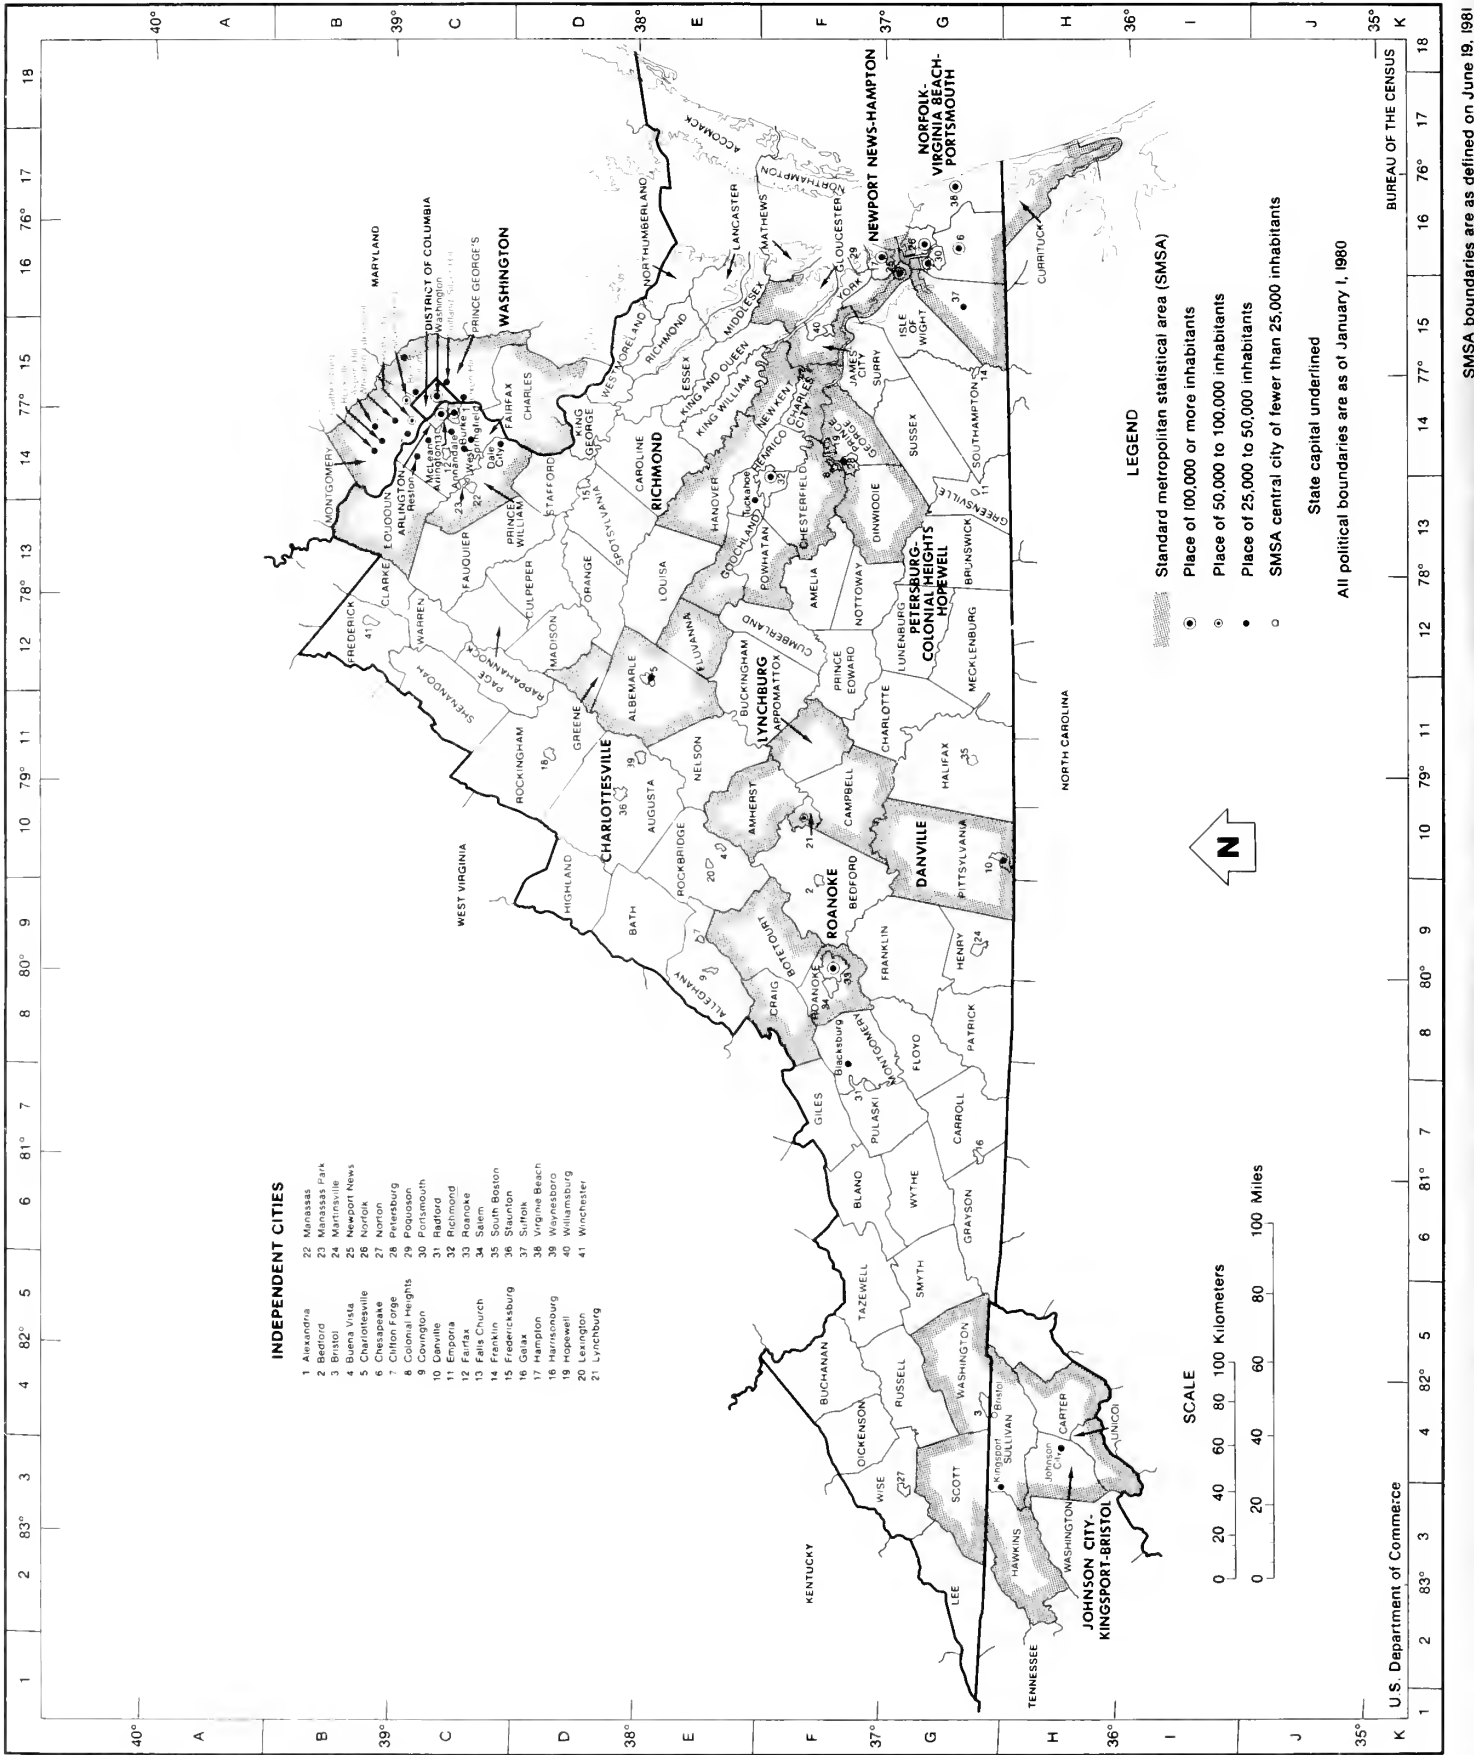 INDEPENDENT CITIES
1 Alexandria
2 Bedford
3 Bristol
4 Buena Vista
5 Charlottesville
6 Chesapeake
7 Clifton Forge
8 Colonial Heights
9 Covington
10 Danville
11 Emporia
12 Fairfax
13 Falls Church
14 Franklin
15 Fredericksburg
16 Galax
17 Hampton
18 Harrisonburg
19 Hopewell
20 Lexington
21 Lynchburg
22 Manassas
23 Manassas Park
24 Martinsville
25 Newport News
26 Norfolk
27 Norton
28 Petersburg
29 Poquoson
30 Portsmouth
31 Radford
32 Richmond
33 Roanoke
34 Salem
35 South Boston
36 Staunton
37 Suffolk
38 Virginia Beach
39 Waynesboro
40 Williamsburg
41 Winchester
MARYLAND
DISTRICT OF COLUMBIA
Washington
PRINCE GEORGE'S
WASHINGTON
MONTGOMERY
LOUDOUN
ARLINGTON
Reston
McLean
Arlington
Annandale
Burke
West Springfield
Dale City
FAIRFAX
CHARLES
PRINCE WILLIAM
STAFFORD
KING GEORGE
FREDERICK
CLARKE
WARREN
FAUQUIER
SHENANDOAH
PAGE
RAPPAHANNOCK
CULPEPER
MADISON
ORANGE
SPOTSYLVANIA
CAROLINE
WESTMORELAND
RICHMOND
NORTHUMBERLAND
LANCASTER
ESSEX
KING AND QUEEN
KING WILLIAM
MIDDLESEX
MATHEWS
GLOUCESTER
ACCOMACK
NORTHAMPTON
WEST VIRGINIA
ROCKINGHAM
GREENE
CHARLOTTESVILLE
ALBEMARLE
AUGUSTA
HIGHLAND
BATH
ROCKBRIDGE
NELSON
FLUVANNA
LOUISA
HANOVER
RICHMOND
GOOCHLAND
Tuckahoe
HENRICO
NEW KENT
CHARLES CITY
POWHATAN
CHESTERFIELD
CUMBERLAND
BUCKINGHAM
APPOMATTOX
LYNCHBURG
AMHERST
CAMPBELL
BEDFORD
ALLEGHANY
BOTETOURT
CRAIG
ROANOKE
ROANOKE
PRINCE EDWARD
AMELIA
NOTTOWAY
DINWIDDIE
PRINCE GEORGE
SURRY
SUSSEX
JAMES CITY
YORK
NEWPORT NEWS-HAMPTON
NORFOLK-
VIRGINIA BEACH-
PORTSMOUTH
ISLE OF WIGHT
SOUTHAMPTON
GREENSVILLE
PETERSBURG-
COLONIAL HEIGHTS
HOPEWELL
BRUNSWICK
LUNENBURG
MECKLENBURG
CHARLOTTE
HALIFAX
DANVILLE
PITTSYLVANIA
FRANKLIN
HENRY
PATRICK
FLOYD
MONTGOMERY
Blacksburg
GILES
PULASKI
CARROLL
BLAND
WYTHE
GRAYSON
TAZEWELL
SMYTH
BUCHANAN
RUSSELL
WASHINGTON
DICKENSON
WISE
SCOTT
LEE
KENTUCKY
TENNESSEE
NORTH CAROLINA
CURRITUCK
Bristol
Kingsport
SULLIVAN
HAWKINS
Johnson City
CARTER
UNICOI
WASHINGTON
JOHNSON CITY-
KINGSPORT-BRISTOL
N
SCALE
0 20 40 60 80 100 Kilometers
0 20 40 60 80 100 Miles
LEGEND
Standard metropolitan statistical area (SMSA)
Place of 100,000 or more inhabitants
Place of 50,000 to 100,000 inhabitants
Place of 25,000 to 50,000 inhabitants
SMSA central city of fewer than 25,000 inhabitants
State capital underlined
All political boundaries are as of January 1, 1980
U.S. Department of Commerce
BUREAU OF THE CENSUS
SMSA boundaries are as defined on June 19, 1981